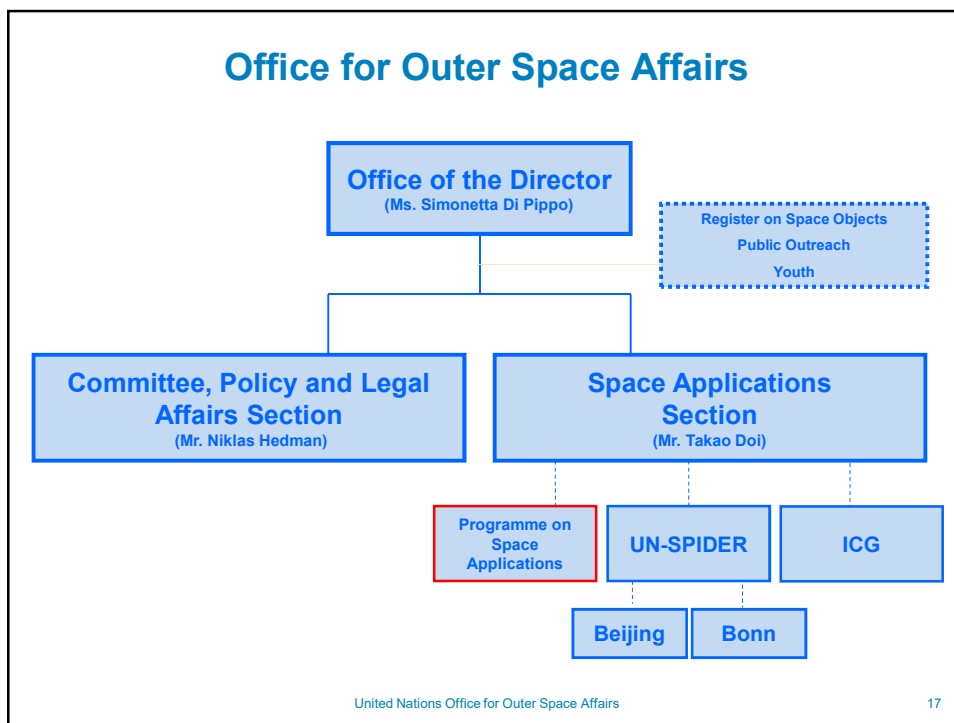 Office for Outer Space Affairs
Office of the Director
(Ms. Simonetta Di Pippo)
Register on Space Objects
Public Outreach
Youth
Committee, Policy and Legal
Affairs Section
(Mr. Niklas Hedman)
Space Applications
Section
(Mr. Takao Doi)
Programme on
Space
Applications
UN-SPIDER
ICG
Beijing
Bonn
United Nations Office for Outer Space Affairs
17